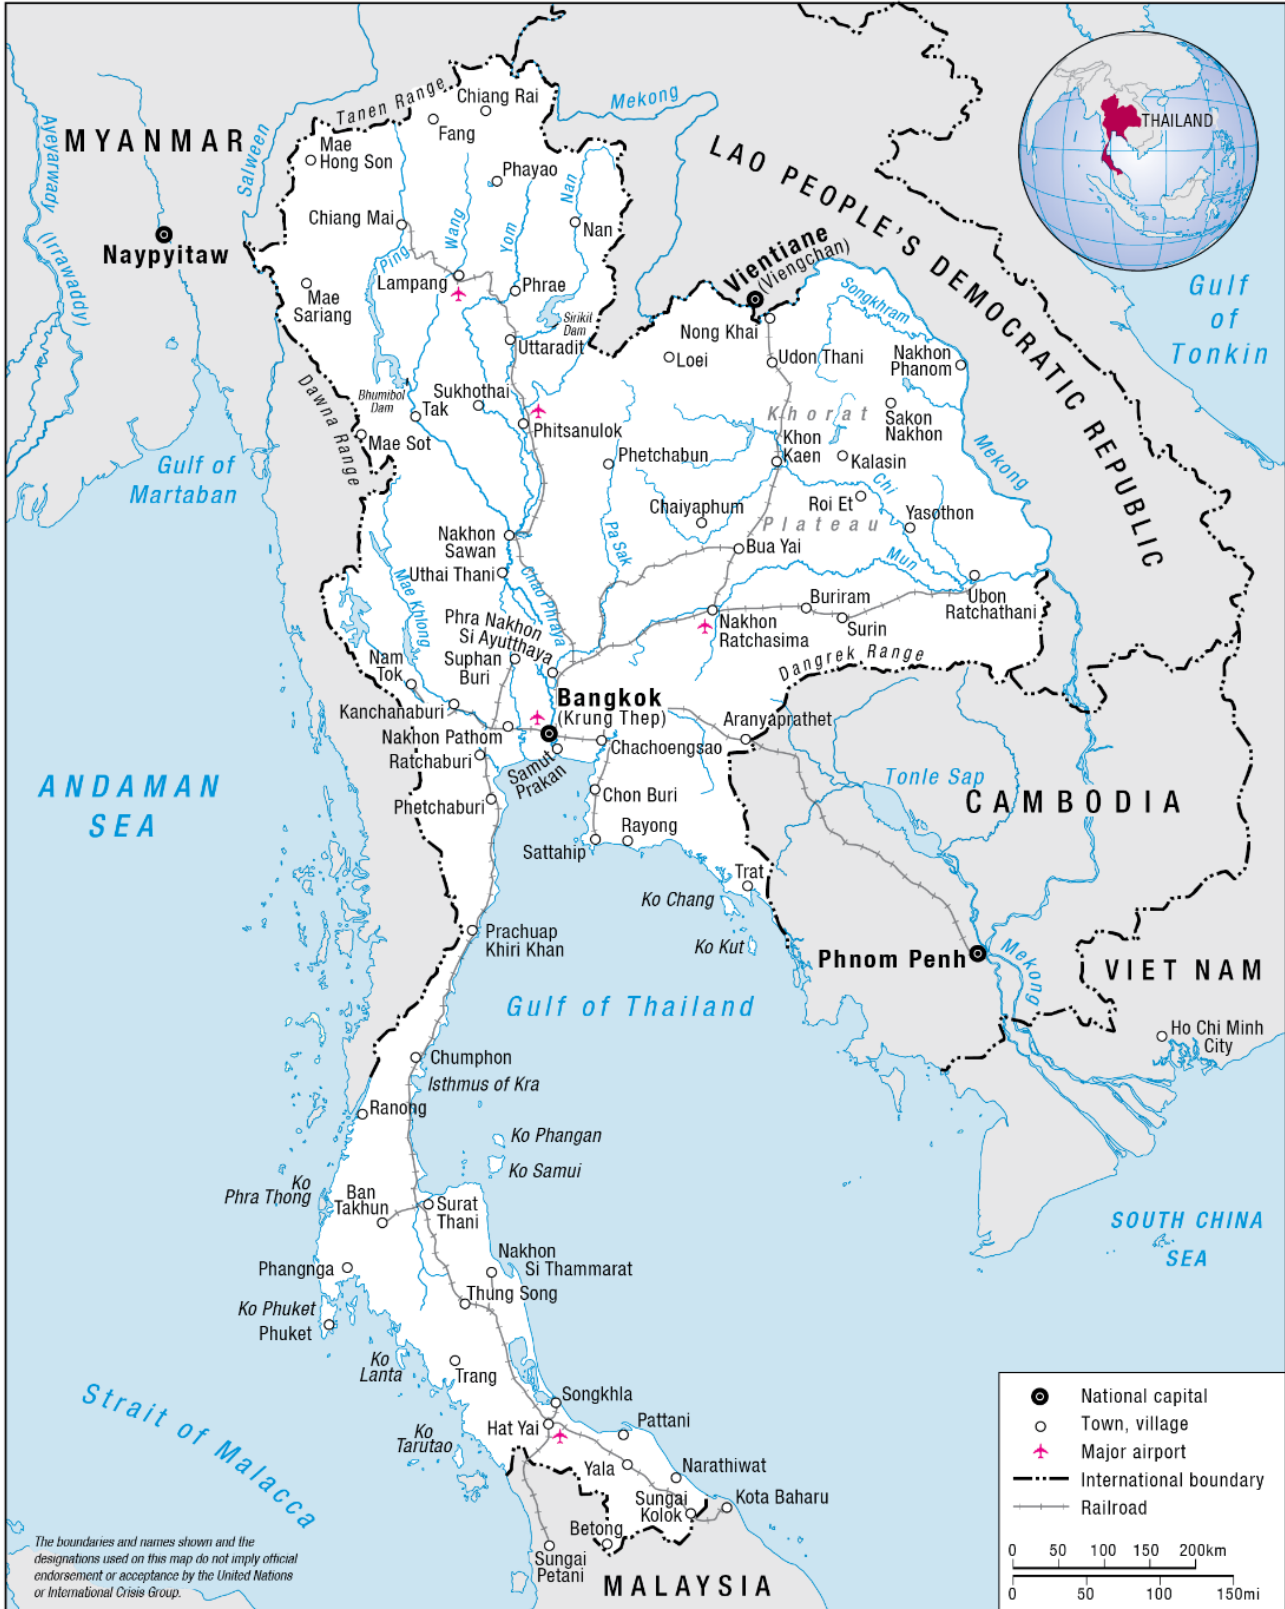 Tanen Range
Chiang Rai
Fang
Mekong
MYANMAR
Mae
Hong Son
Salween
Ayeyarwady (Irrawaddy)
Phayao
Nan
THAILAND
LAO PEOPLE'S DEMOCRATIC REPUBLIC
Chiang Mai
Wang
Yom
Nan
Naypyitaw
Ping
Vientiane
(Viengchan)
Lampang
Phrae
Mae
Sariang
Songkhram
Gulf
of
Tonkin
Sirikit
Dam
Nong Khai
Uttaradit
Loei
Udon Thani
Nakhon
Phanom
Dawna Range
Bhumibol
Dam
Sukhothai
Tak
Khorat
Sakon
Nakhon
Phitsanulok
Mae Sot
Khon
Kaen
Mekong
Gulf of
Martaban
Phetchabun
Kalasin
Chi
Chaiyaphum
Roi Et
Yasothon
Plateau
Nakhon
Sawan
Pa Sak
Bua Yai
Mun
Uthai Thani
Mae Khlong
Chao Phraya
Buriram
Ubon
Ratchathani
Phra Nakhon
Si Ayutthaya
Nakhon
Ratchasima
Surin
Nam
Tok
Suphan
Buri
Dangrek Range
Bangkok
(Krung Thep)
Kanchanaburi
Aranyaprathet
Nakhon Pathom
Chachoengsao
Ratchaburi
Samut
Prakan
Tonle Sap
ANDAMAN
SEA
CAMBODIA
Phetchaburi
Chon Buri
Rayong
Sattahip
Trat
Ko Chang
Prachuap
Khiri Khan
Ko Kut
Phnom Penh
Mekong
VIET NAM
Gulf of Thailand
Ho Chi Minh
City
Chumphon
Isthmus of Kra
Ranong
Ko Phangan
Ko Samui
Ko
Phra Thong
Ban
Takhun
Surat
Thani
SOUTH CHINA
SEA
Nakhon
Si Thammarat
Phangnga
Thung Song
Ko Phuket
Phuket
Ko
Lanta
Trang
Strait of Malacca
Songkhla
Hat Yai
Pattani
Ko
Tarutao
Yala
Narathiwat
Sungai
Kolok
Kota Baharu
Betong
Sungai
Petani
MALAYSIA
National capital
Town, village
Major airport
International boundary
Railroad
0 50 100 150 200km
0 50 100 150mi
The boundaries and names shown and the
designations used on this map do not imply official
endorsement or acceptance by the United Nations
or International Crisis Group.